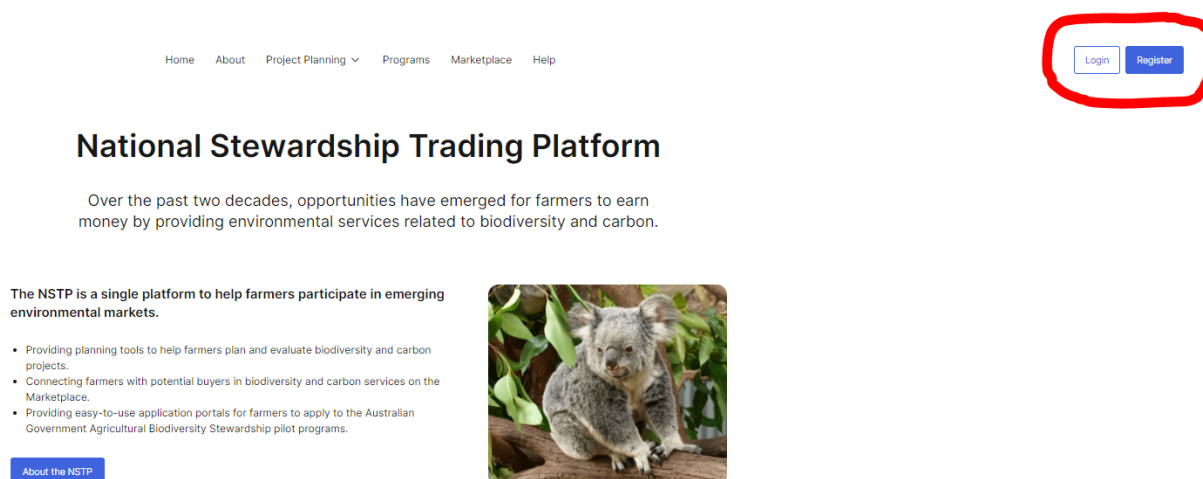 Home About Project Planning Programs Marketplace Help Login Register
National Stewardship Trading Platform
Over the past two decades, opportunities have emerged for farmers to earn
money by providing environmental services related to biodiversity and carbon.
The NSTP is a single platform to help farmers participate in emerging
environmental markets.
Providing planning tools to help farmers plan and evaluate biodiversity and carbon
projects.
Connecting farmers with potential buyers in biodiversity and carbon services on the
Marketplace.
Providing easy-to-use application portals for farmers to apply to the Australian
Government Agricultural Biodiversity Stewardship pilot programs.
About the NSTP